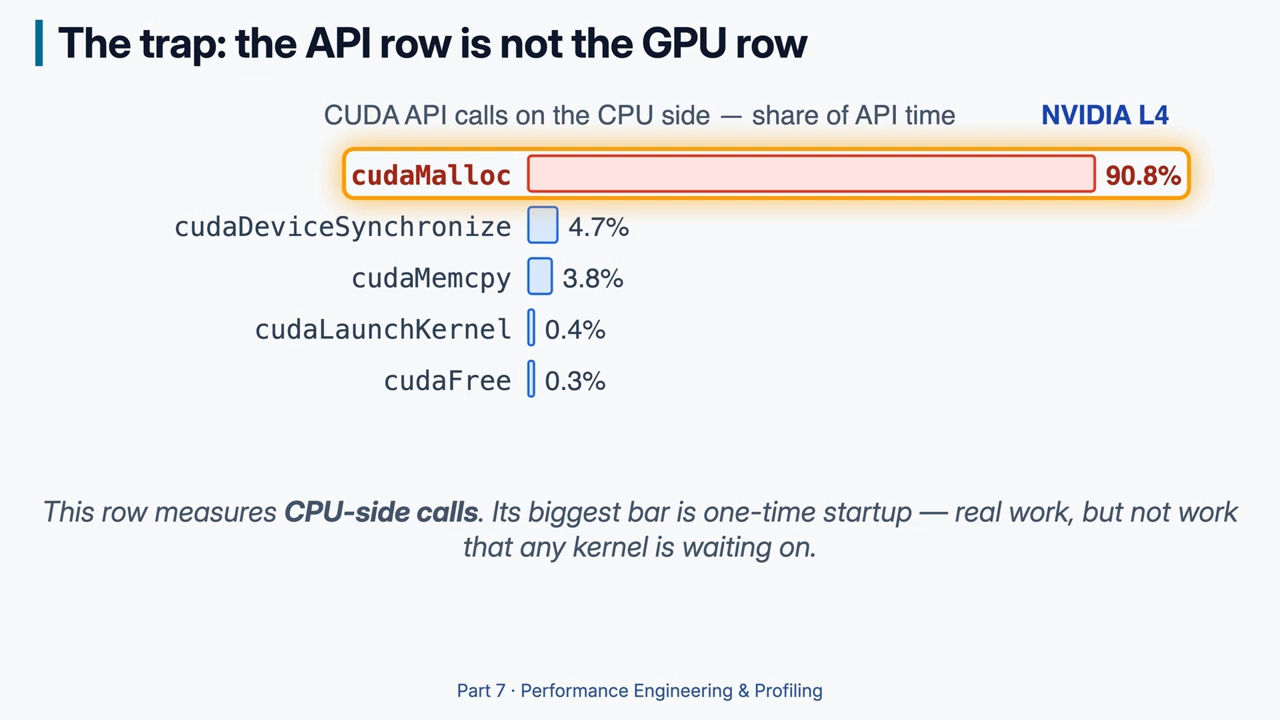 The trap: the API row is not the GPU row
CUDA API calls on the CPU side — share of API time
NVIDIA L4
cudaMalloc 90.8%
cudaDeviceSynchronize 4.7%
cudaMemcpy 3.8%
cudaLaunchKernel 0.4%
cudaFree 0.3%
This row measures CPU-side calls. Its biggest bar is one-time startup — real work, but not work
that any kernel is waiting on.
Part 7 · Performance Engineering & Profiling